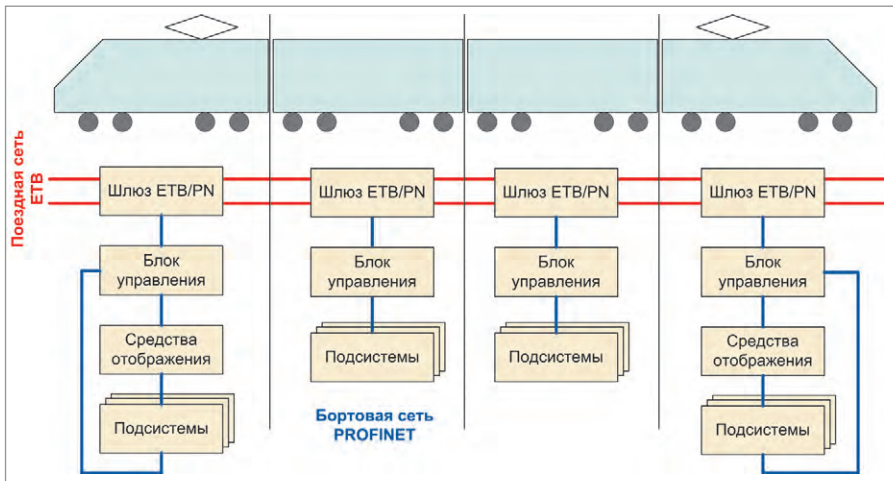 Поездная сеть
ETB
Шлюз ETB/PN
Шлюз ETB/PN
Шлюз ETB/PN
Шлюз ETB/PN
Блок
управления
Блок
управления
Блок
управления
Блок
управления
Средства
отображения
Подсистемы
Подсистемы
Средства
отображения
Подсистемы
Подсистемы
Бортовая сеть
PROFINET